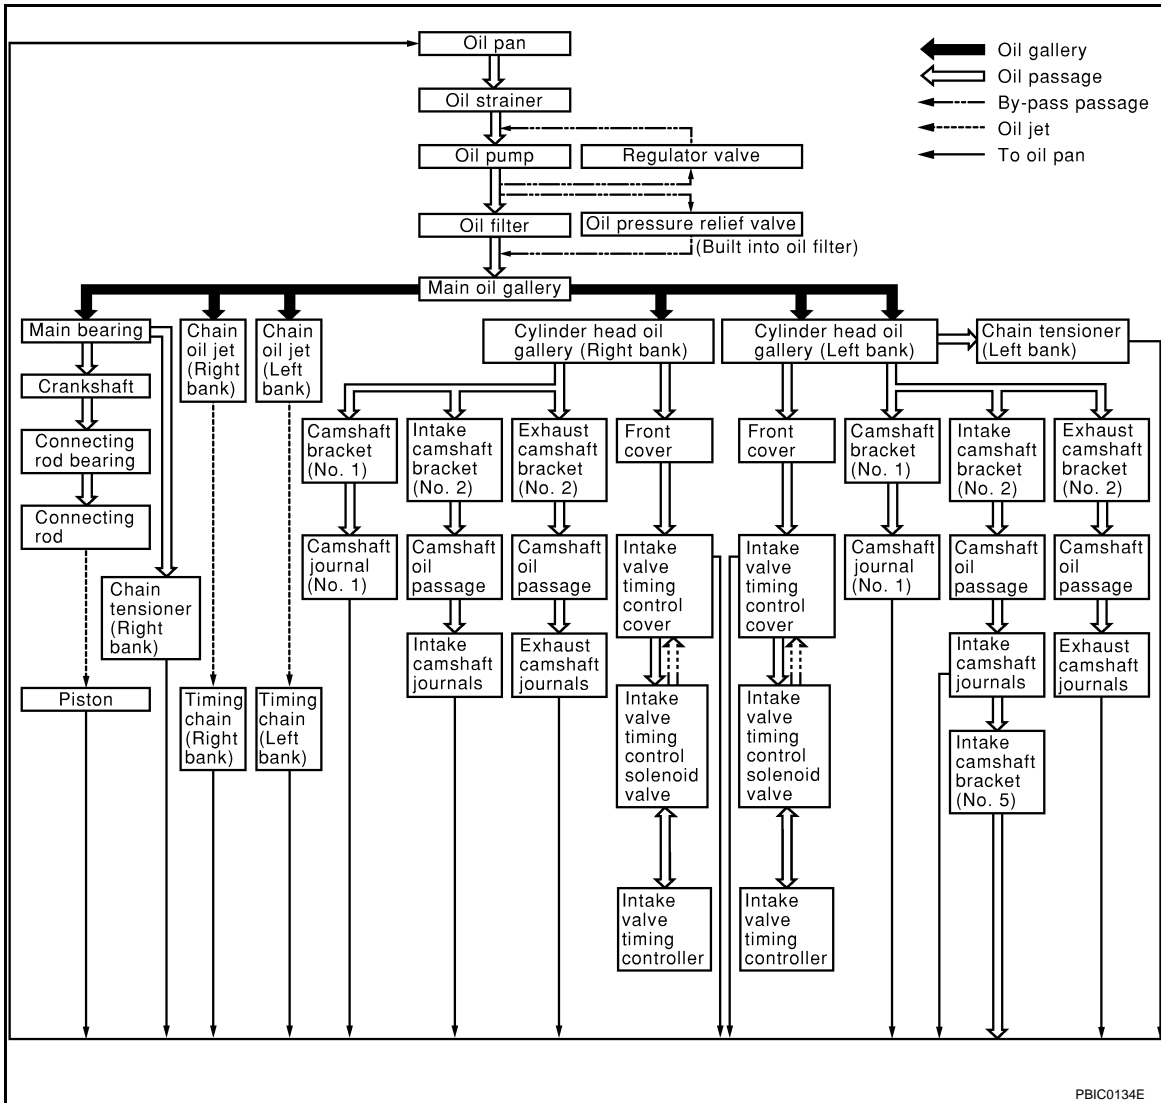 Oil pan
Oil strainer
Oil pump
Regulator valve
Oil filter
Oil pressure relief valve
(Built into oil filter)
Main oil gallery
Oil gallery
Oil passage
By-pass passage
Oil jet
To oil pan
Main bearing
Crankshaft
Connecting
rod bearing
Connecting
rod
Piston
Chain
tensioner
(Right
bank)
Chain
oil jet
(Right
bank)
Timing
chain
(Right
bank)
Chain
oil jet
(Left
bank)
Timing
chain
(Left
bank)
Cylinder head oil
gallery (Right bank)
Camshaft
bracket
(No. 1)
Camshaft
journal
(No. 1)
Intake
camshaft
bracket
(No. 2)
Camshaft
oil
passage
Intake
camshaft
journals
Exhaust
camshaft
bracket
(No. 2)
Camshaft
oil
passage
Exhaust
camshaft
journals
Front
cover
Intake
valve
timing
control
cover
Intake
valve
timing
control
solenoid
valve
Intake
valve
timing
controller
Cylinder head oil
gallery (Left bank)
Chain tensioner
(Left bank)
Front
cover
Intake
valve
timing
control
cover
Intake
valve
timing
control
solenoid
valve
Intake
valve
timing
controller
Camshaft
bracket
(No. 1)
Camshaft
journal
(No. 1)
Intake
camshaft
bracket
(No. 2)
Camshaft
oil
passage
Intake
camshaft
journals
Intake
camshaft
bracket
(No. 5)
Exhaust
camshaft
bracket
(No. 2)
Camshaft
oil
passage
Exhaust
camshaft
journals
PBIC0134E